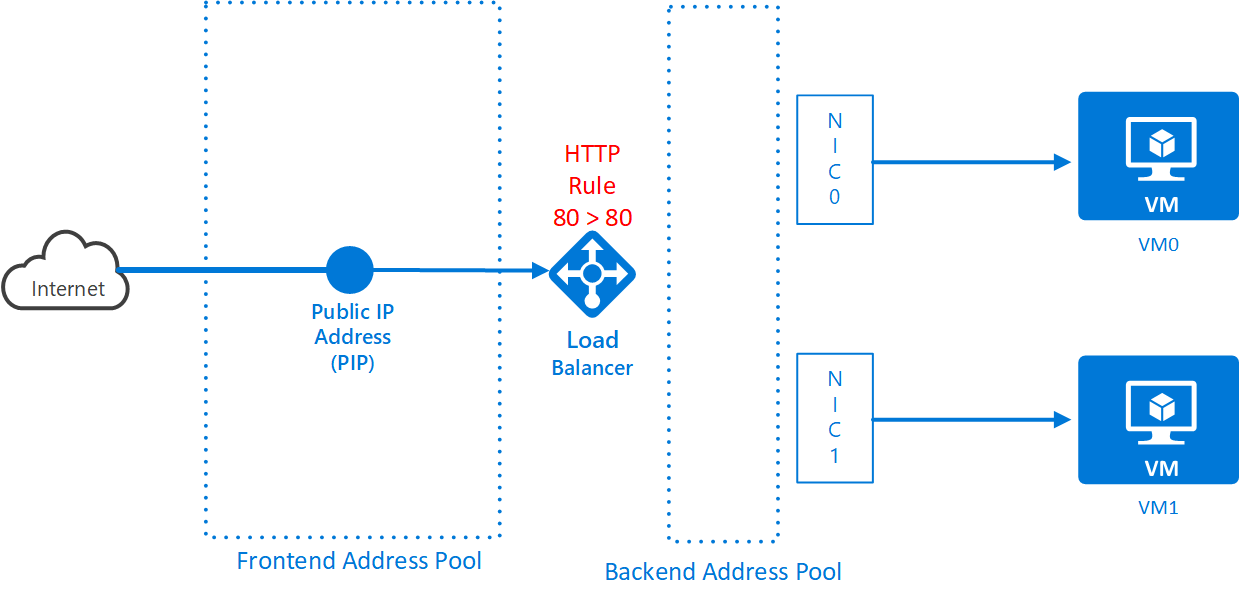 Internet
Public IP
Address
(PIP)
Frontend Address Pool
HTTP
Rule
80 > 80
Load
Balancer
Backend Address Pool
N
I
C
0
VM
VM0
N
I
C
1
VM
VM1